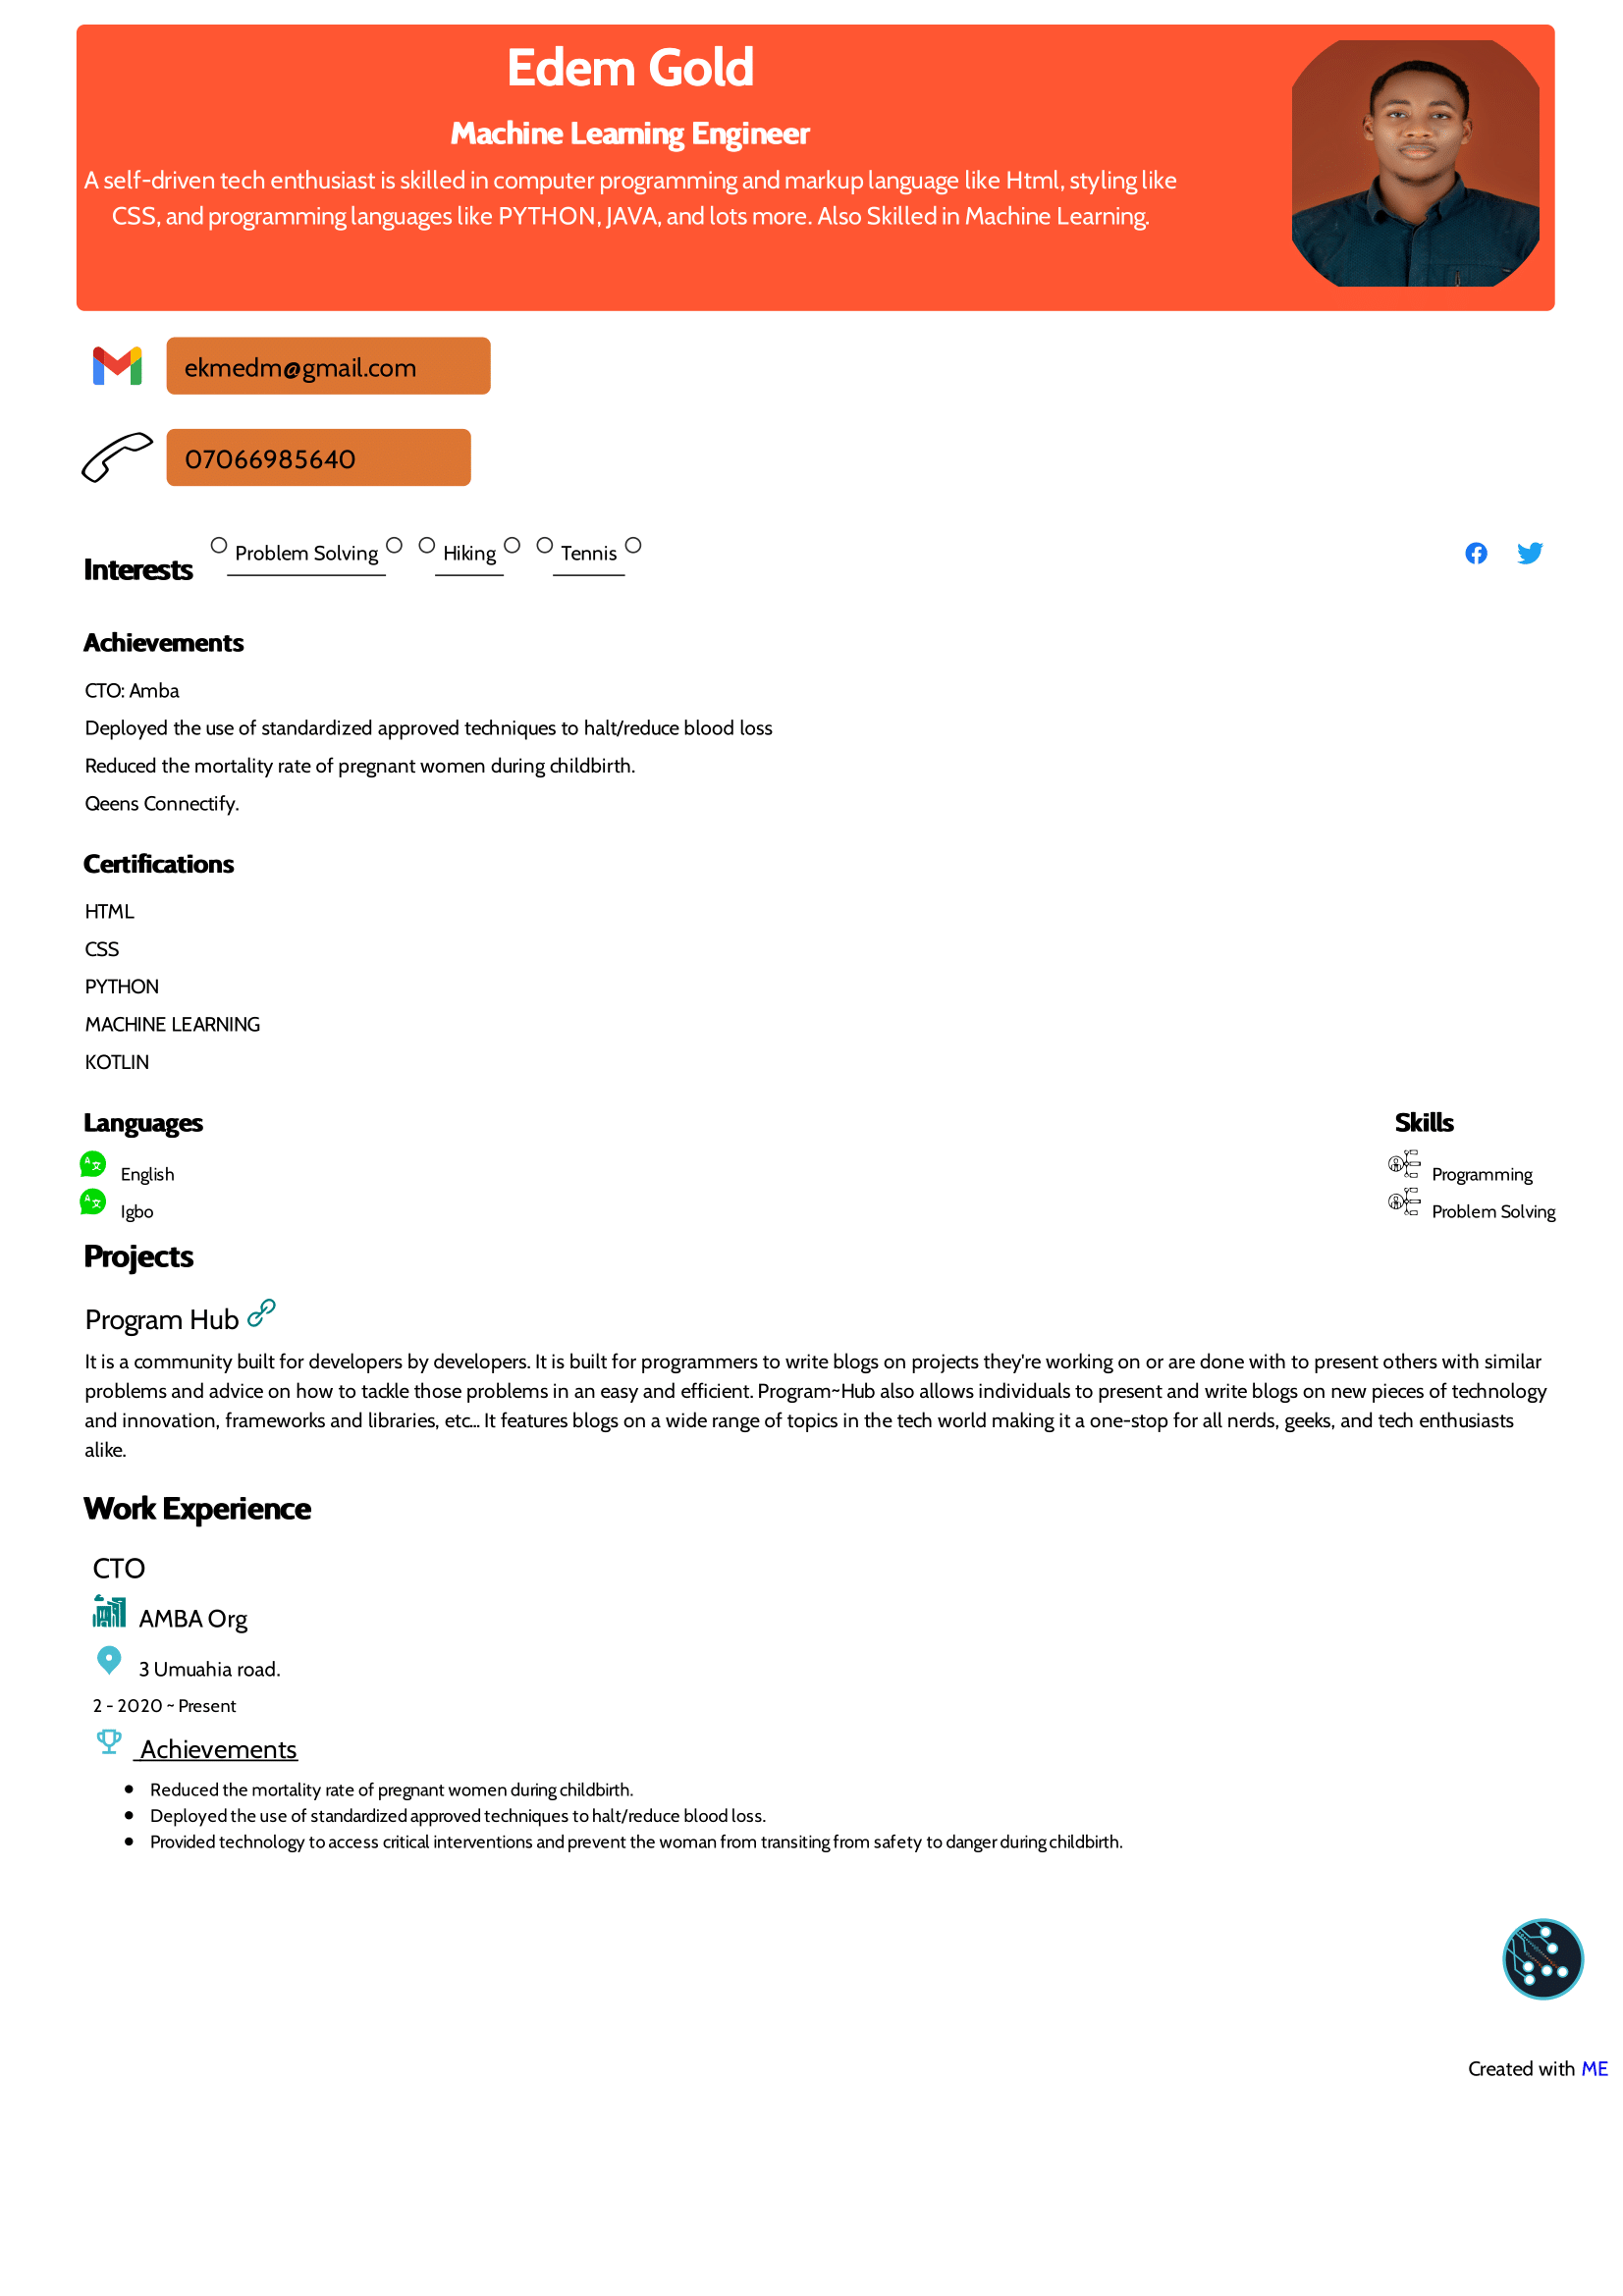 Edem Gold
Machine Learning Engineer
A self-driven tech enthusiast is skilled in computer programming and markup language like Html, styling like
CSS, and programming languages like PYTHON, JAVA, and lots more. Also Skilled in Machine Learning.
ekmedm@gmail.com
07066985640
Interests Problem Solving Hiking Tennis
Achievements
CTO: Amba
Deployed the use of standardized approved techniques to halt/reduce blood loss
Reduced the mortality rate of pregnant women during childbirth.
Qeens Connectify.
Certifications
HTML
CSS
PYTHON
MACHINE LEARNING
KOTLIN
Languages
English
Igbo
Skills
Programming
Problem Solving
Projects
Program Hub
It is a community built for developers by developers. It is built for programmers to write blogs on projects they're working on or are done with to present others with similar
problems and advice on how to tackle those problems in an easy and efficient. Program~Hub also allows individuals to present and write blogs on new pieces of technology
and innovation, frameworks and libraries, etc... It features blogs on a wide range of topics in the tech world making it a one-stop for all nerds, geeks, and tech enthusiasts
alike.
Work Experience
CTO
AMBA Org
3 Umuahia road.
2 - 2020 ~ Present
Achievements
Reduced the mortality rate of pregnant women during childbirth.
Deployed the use of standardized approved techniques to halt/reduce blood loss.
Provided technology to access critical interventions and prevent the woman from transiting from safety to danger during childbirth.
Created with ME